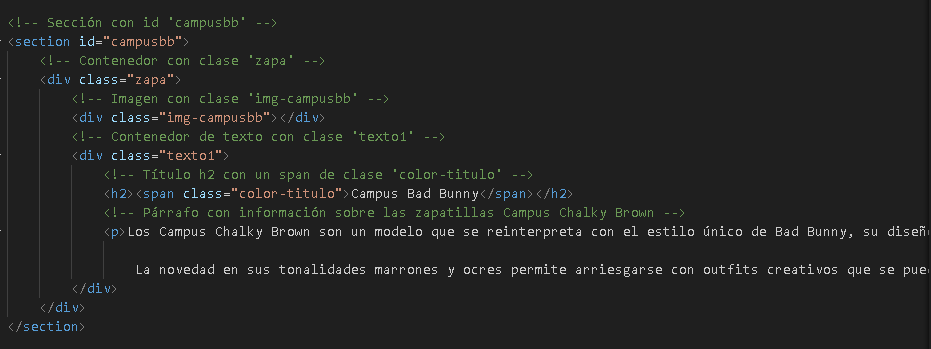 <!-- Sección con id 'campusbb' -->
<section id="campusbb">
<!-- Contenedor con clase 'zapa' -->
<div class="zapa">
<!-- Imagen con clase 'img-campusbb' -->
<div class="img-campusbb"></div>
<!-- Contenedor de texto con clase 'texto1' -->
<div class="texto1">
<!-- Título h2 con un span de clase 'color-titulo' -->
<h2><span class="color-titulo">Campus Bad Bunny</span></h2>
<!-- Párrafo con información sobre las zapatillas Campus Chalky Brown -->
<p>Los Campus Chalky Brown son un modelo que se reinterpreta con el estilo único de Bad Bunny, su
La novedad en sus tonalidades marrones y ocres permite arriesgarse con outfits creativos que se
</div>
</div>
</section>